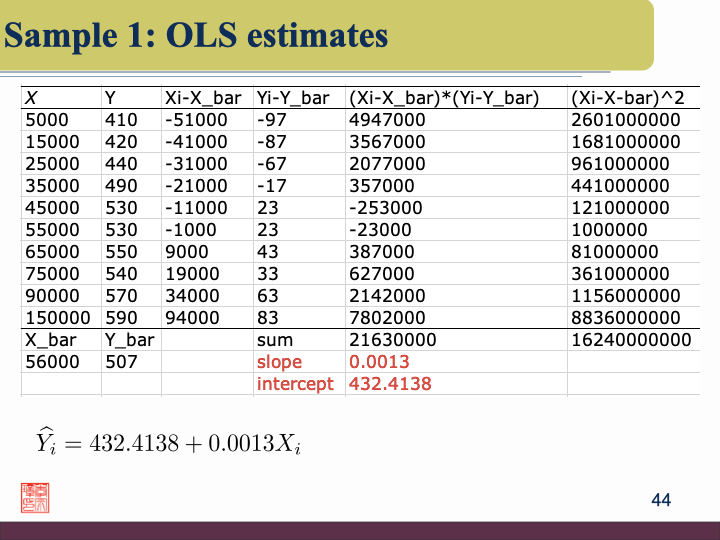 Sample 1: OLS estimates
X Y Xi-X_bar Yi-Y_bar (Xi-X_bar)*(Yi-Y_bar) (Xi-X-bar)^2
5000 410 -51000 -97 4947000 2601000000
15000 420 -41000 -87 3567000 1681000000
25000 440 -31000 -67 2077000 961000000
35000 490 -21000 -17 357000 441000000
45000 530 -11000 23 -253000 121000000
55000 530 -1000 23 -23000 1000000
65000 550 9000 43 387000 81000000
75000 540 19000 33 627000 361000000
90000 570 34000 63 2142000 1156000000
150000 590 94000 83 7802000 8836000000
X_bar Y_bar sum 21630000 16240000000
56000 507 slope 0.0013
intercept 432.4138
Ŷᵢ = 432.4138 + 0.0013Xᵢ
44